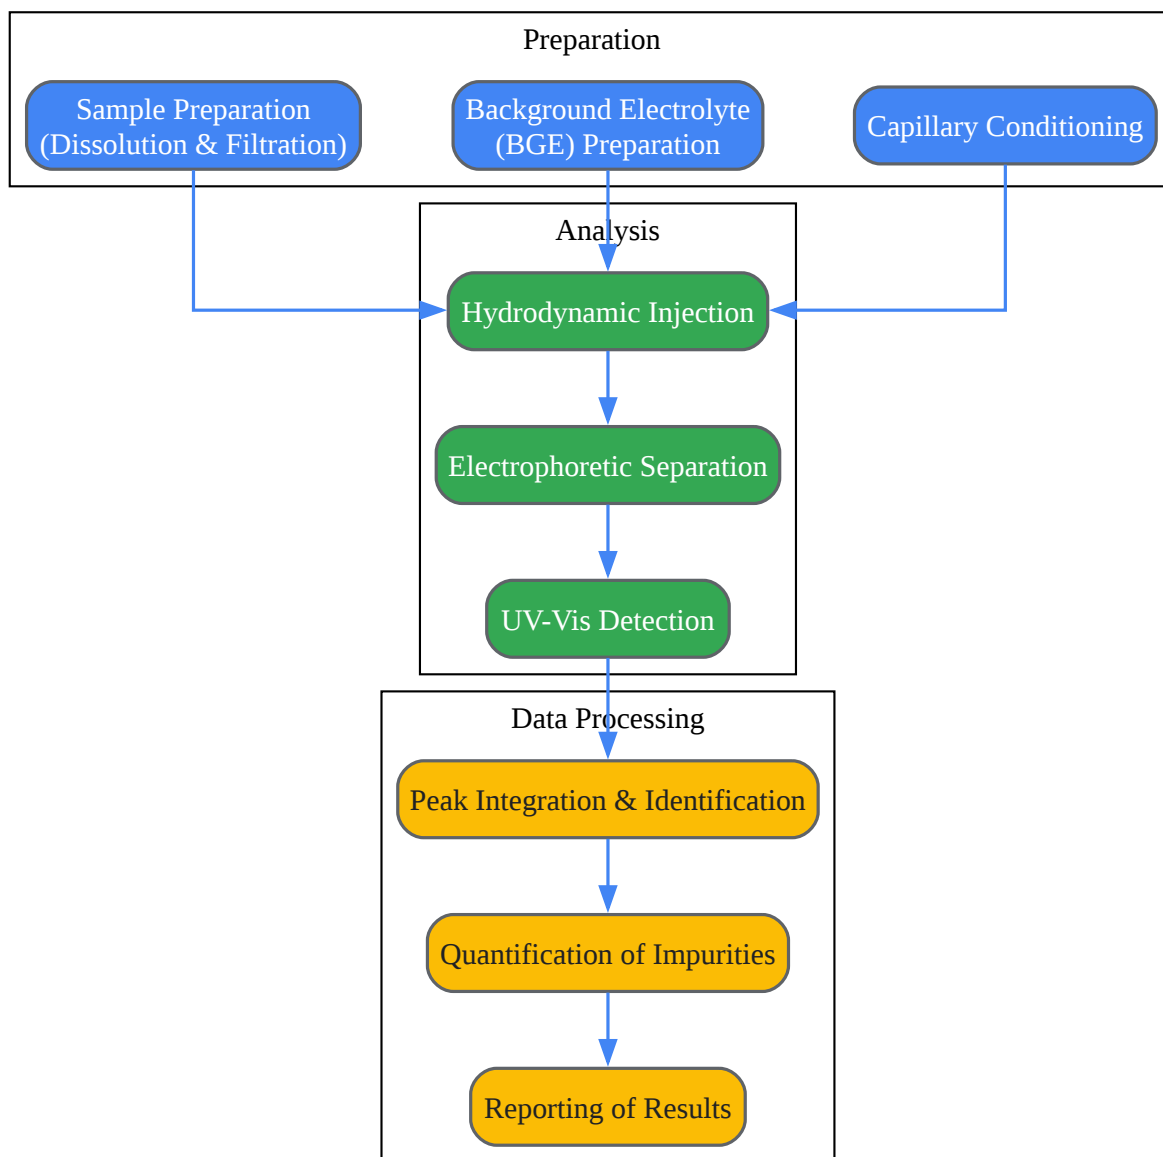 Preparation
Sample Preparation
(Dissolution & Filtration)
Background Electrolyte
(BGE) Preparation
Capillary Conditioning
Analysis
Hydrodynamic Injection
Electrophoretic Separation
UV-Vis Detection
Data Processing
Peak Integration & Identification
Quantification of Impurities
Reporting of Results